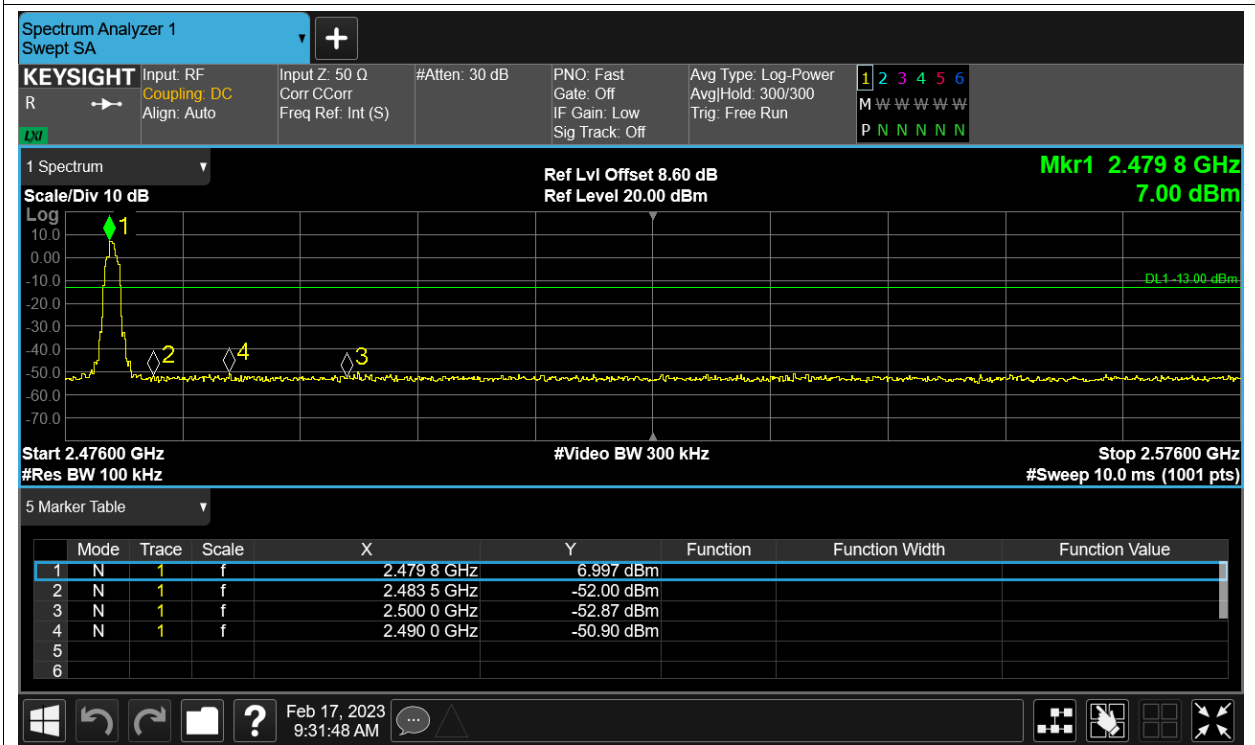 Spectrum Analyzer 1
Swept SA
KEYSIGHT Input: RF Input Z: 50 Ω #Atten: 30 dB PNO: Fast Avg Type: Log-Power 1 2 3 4 5 6
R Coupling: DC Corr CCorr Gate: Off Avg|Hold: 300/300 M W W W W W
Align: Auto Freq Ref: Int (S) IF Gain: Low Trig: Free Run
LXI Sig Track: Off P N N N N N
1 Spectrum Ref Lvl Offset 8.60 dB Mkr1 2.479 8 GHz
Scale/Div 10 dB Ref Level 20.00 dBm 7.00 dBm
Log
1
10.0
0.00
-10.0 DL1 -13.00 dBm
-20.0
-30.0
-40.0 2 4 3
-50.0
-60.0
-70.0
Start 2.47600 GHz #Video BW 300 kHz Stop 2.57600 GHz
#Res BW 100 kHz #Sweep 10.0 ms (1001 pts)
5 Marker Table
Mode Trace Scale X Y Function Function Width Function Value
1 N 1 f 2.479 8 GHz 6.997 dBm
2 N 1 f 2.483 5 GHz -52.00 dBm
3 N 1 f 2.500 0 GHz -52.87 dBm
4 N 1 f 2.490 0 GHz -50.90 dBm
5
6
? Feb 17, 2023
9:31:48 AM